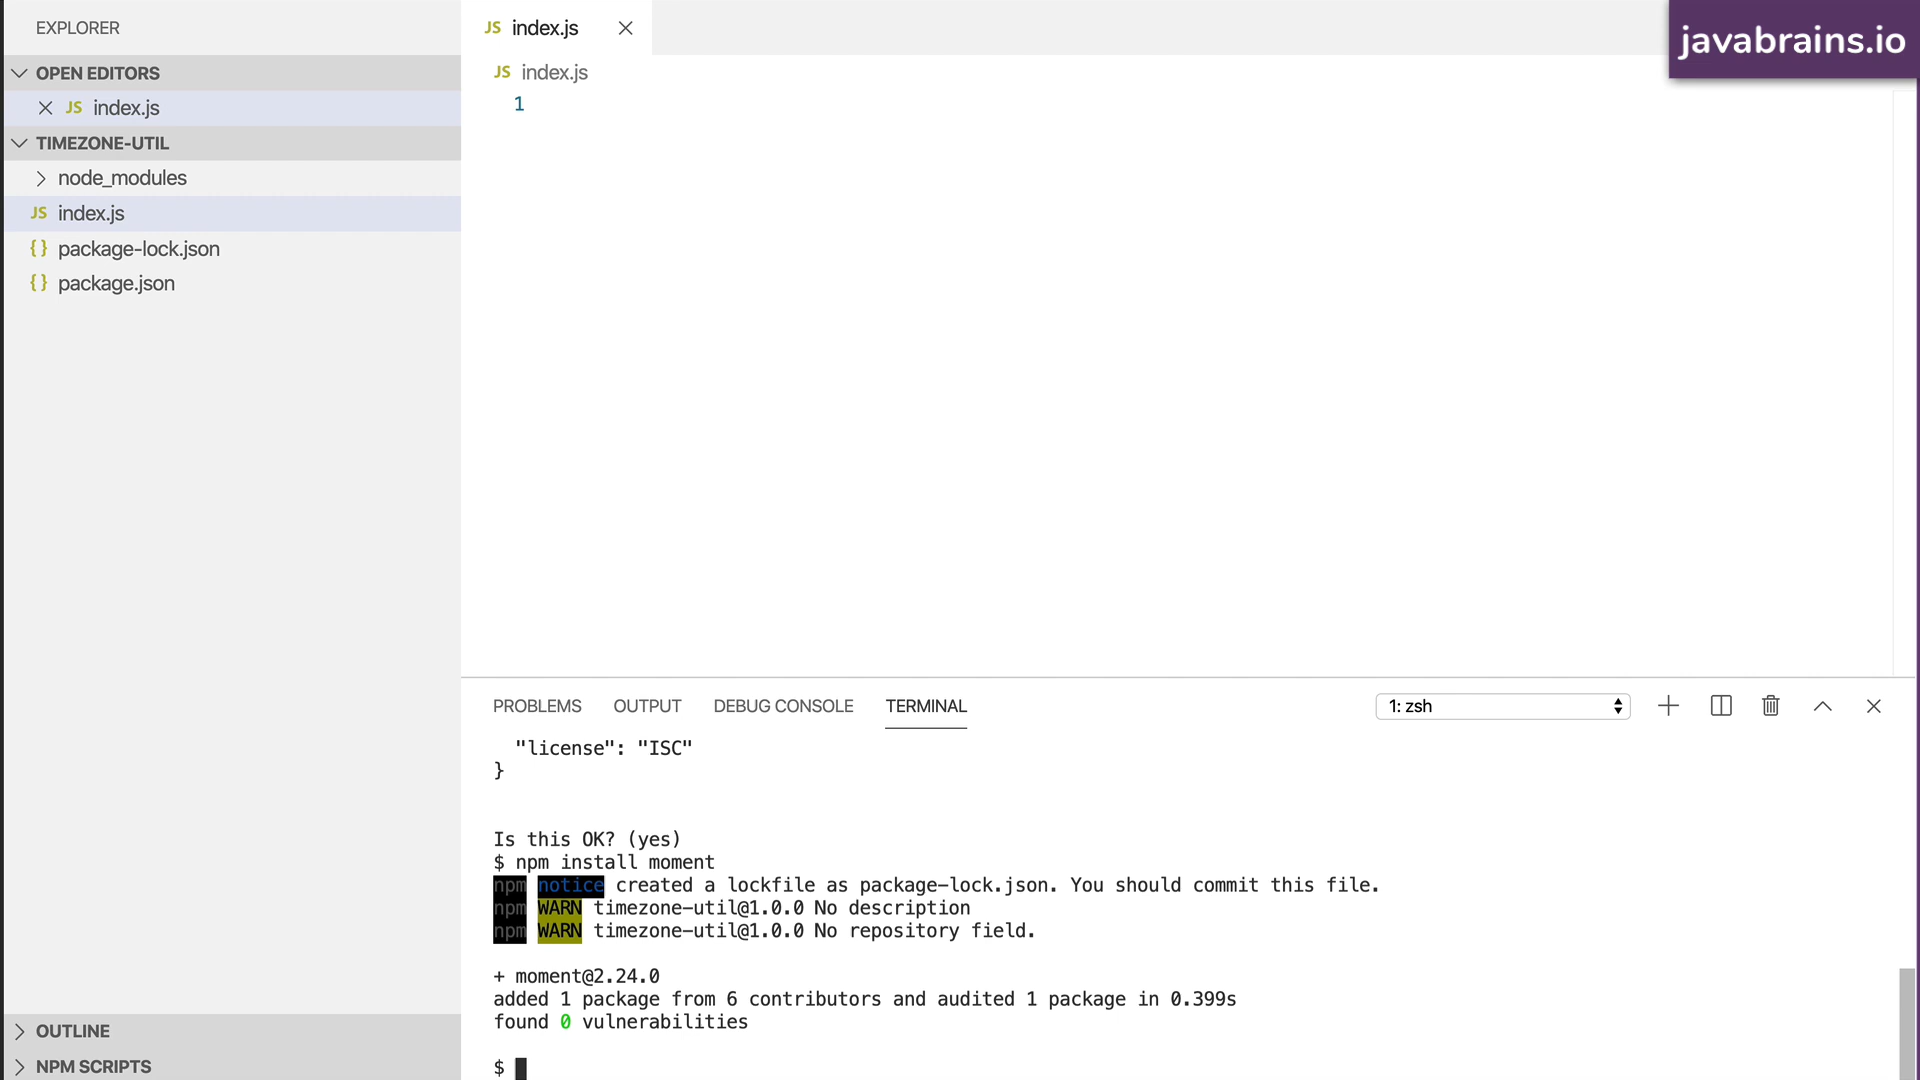 EXPLORER
OPEN EDITORS
JS index.js
TIMEZONE-UTIL
node_modules
JS index.js
{} package-lock.json
{} package.json
OUTLINE
NPM SCRIPTS
JS index.js
JS index.js
1
javabrains.io
PROBLEMS OUTPUT DEBUG CONSOLE TERMINAL 1: zsh
"license": "ISC"
}
Is this OK? (yes)
$ npm install moment
npm notice created a lockfile as package-lock.json. You should commit this file.
npm WARN timezone-util@1.0.0 No description
npm WARN timezone-util@1.0.0 No repository field.
+ moment@2.24.0
added 1 package from 6 contributors and audited 1 package in 0.399s
found 0 vulnerabilities
$